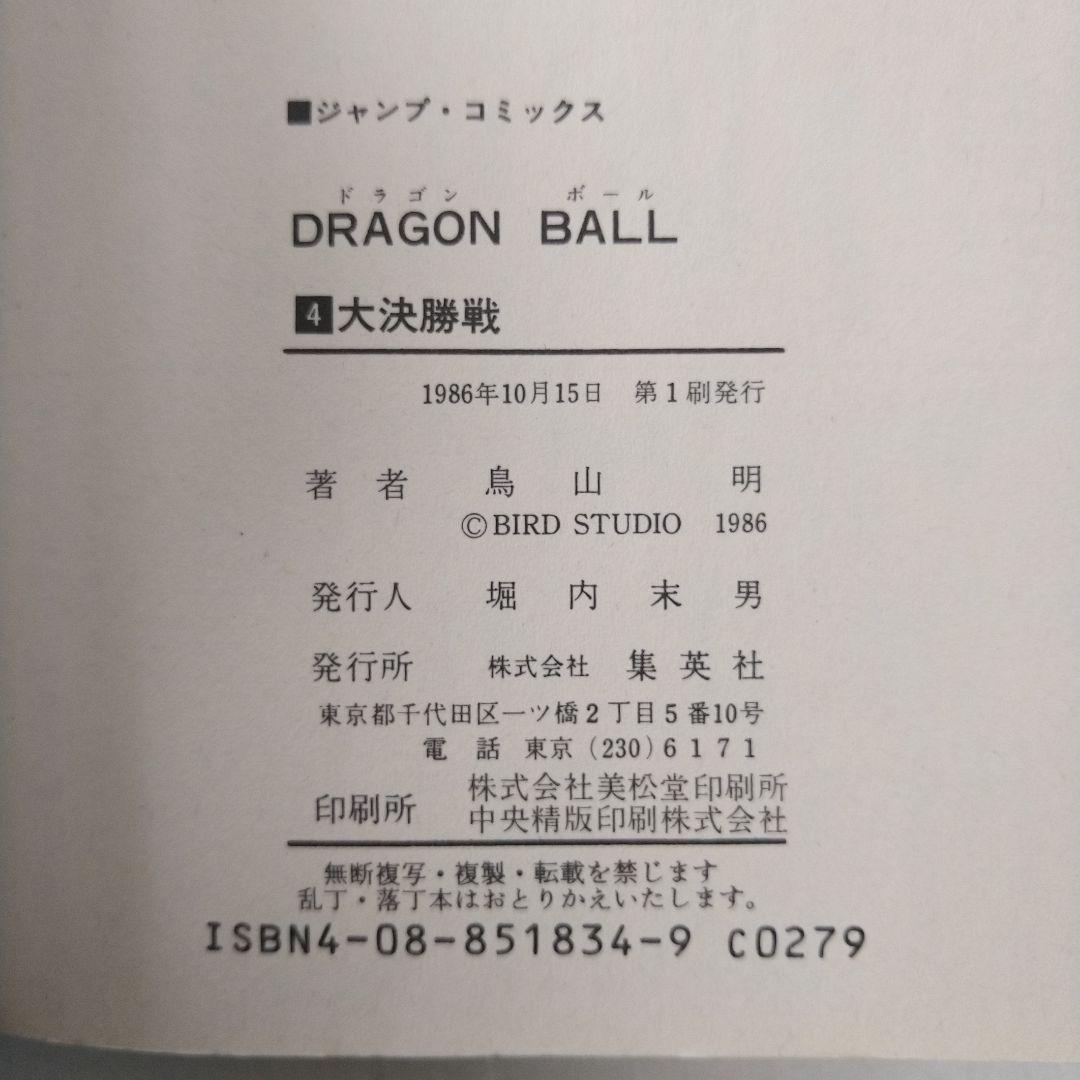 ■ジャンプ・コミックス
ドラゴン ボール
DRAGON BALL
4大決勝戦
1986年10月15日 第1刷発行
著者 鳥山 明
©BIRD STUDIO 1986
発行人 堀内末男
発行所 株式会社 集英社
東京都千代田区一ツ橋2丁目5番10号
電話 東京(230)6171
印刷所 株式会社美松堂印刷所
中央精版印刷株式会社
無断複写・複製・転載を禁じます
乱丁・落丁本はおとりかえいたします。
ISBN4-08-851834-9 C0279